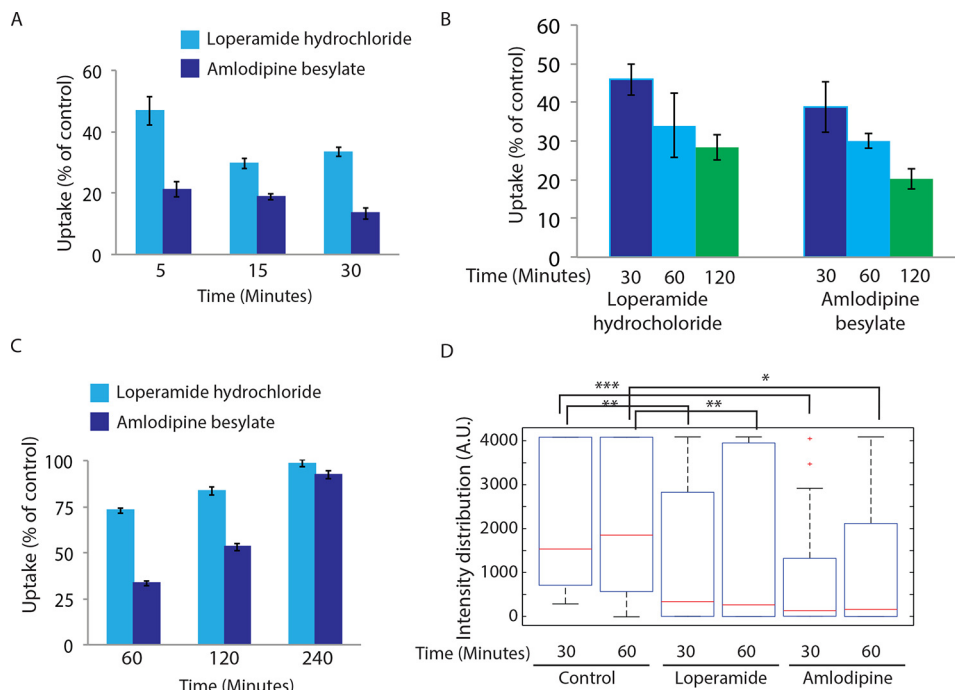 A
Loperamide hydrochloride
Amlodipine besylate
Uptake (% of control)
60
40
20
0
5 15 30
Time (Minutes)
B
Uptake (% of control)
60
50
40
30
20
10
0
Time (Minutes) 30 60 120 30 60 120
Loperamide Amlodipine
hydrocholoride besylate
C
Loperamide hydrochloride
Amlodipine besylate
Uptake (% of control)
100
75
50
25
0
60 120 240
Time (Minutes)
D
*
***
** **
Intensity distribution (A.U.)
4000
3000
2000
1000
0
Time (Minutes) 30 60 30 60 30 60
Control Loperamide Amlodipine